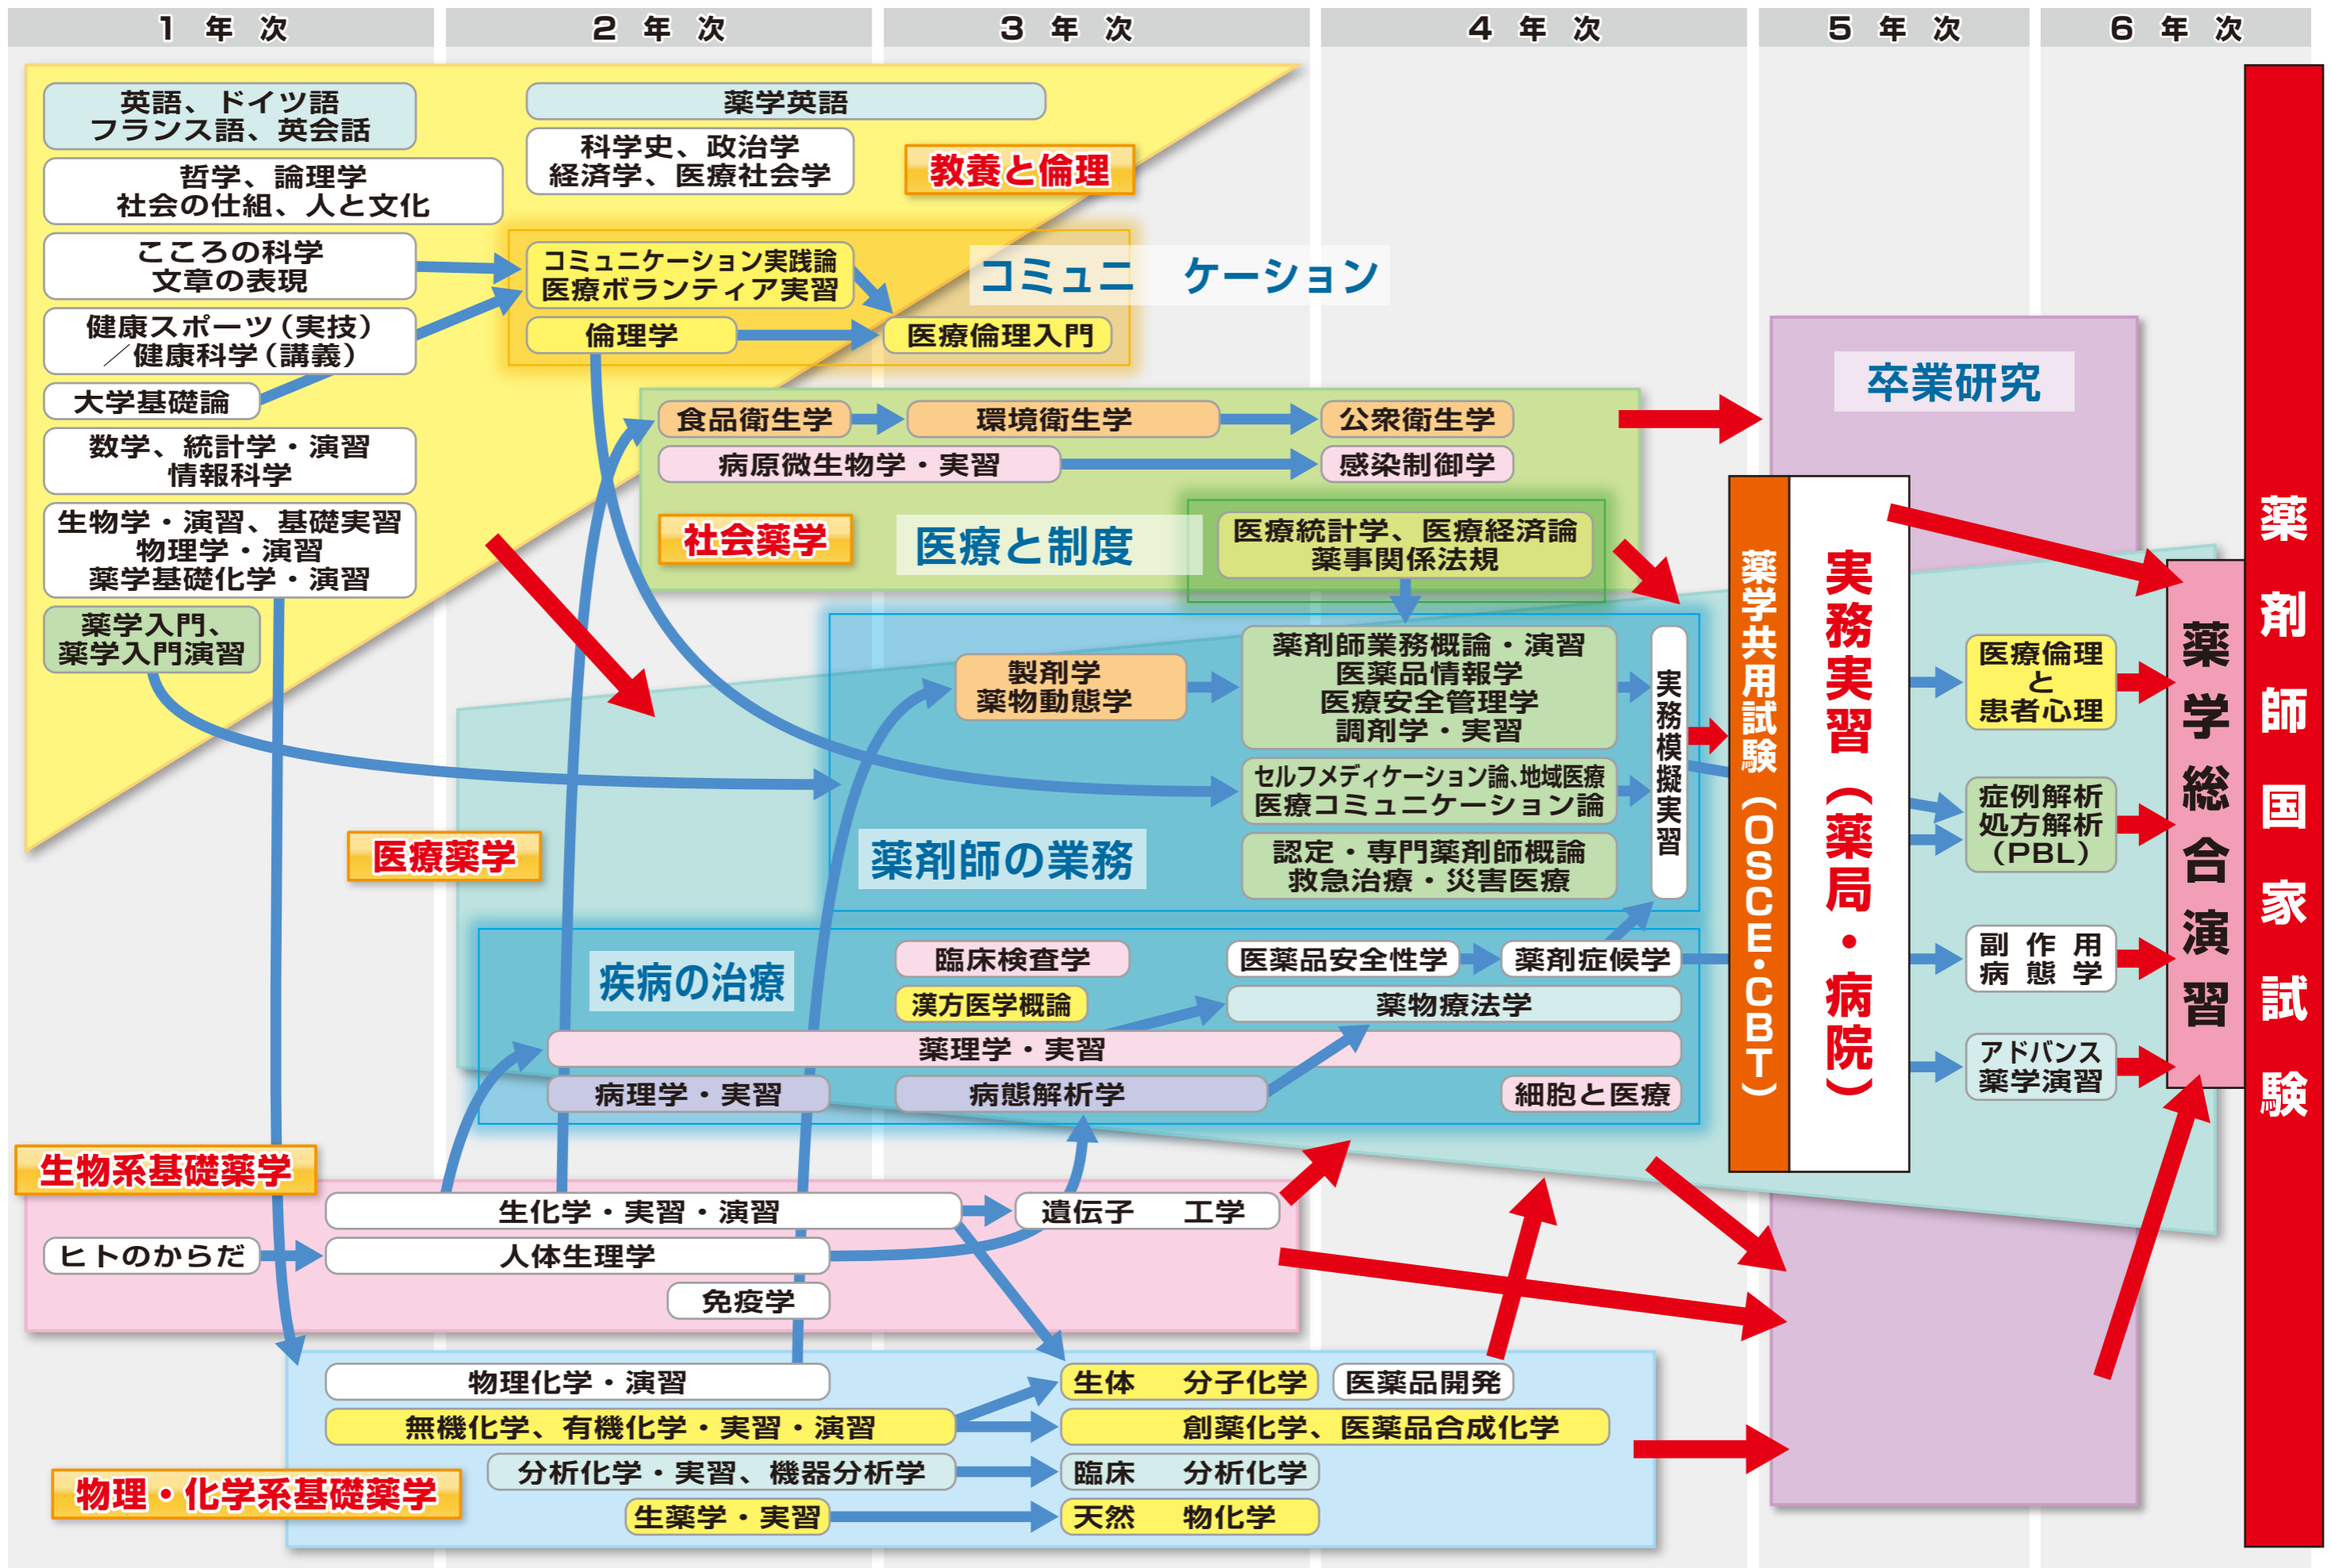 1 年 次
2 年 次
3 年 次
4 年 次
5 年 次
6 年 次
英語、ドイツ語
フランス語、英会話
哲学、論理学
社会の仕組、人と文化
こころの科学
文章の表現
健康スポーツ（実技）
／健康科学（講義）
大学基礎論
数学、統計学・演習
情報科学
生物学・演習、基礎実習
物理学・演習
薬学基礎化学・演習
薬学入門、
薬学入門演習
薬学英語
科学史、政治学
経済学、医療社会学
教養と倫理
コミュニケーション実践論
医療ボランティア実習
倫理学
医療倫理入門
コミュニ　ケーション
食品衛生学
環境衛生学
公衆衛生学
病原微生物学・実習
感染制御学
社会薬学
医療と制度
医療統計学、医療経済論
薬事関係法規
製剤学
薬物動態学
薬剤師業務概論・演習
医薬品情報学
医療安全管理学
調剤学・実習
セルフメディケーション論、地域医療
医療コミュニケーション論
認定・専門薬剤師概論
救急治療・災害医療
薬剤師の業務
実務模擬実習
医療薬学
疾病の治療
臨床検査学
医薬品安全性学
薬剤症候学
漢方医学概論
薬物療法学
薬理学・実習
病理学・実習
病態解析学
細胞と医療
生物系基礎薬学
生化学・実習・演習
遺伝子　工学
ヒトのからだ
人体生理学
免疫学
物理化学・演習
生体　分子化学
医薬品開発
無機化学、有機化学・実習・演習
創薬化学、医薬品合成化学
分析化学・実習、機器分析学
臨床　分析化学
生薬学・実習
天然　物化学
物理・化学系基礎薬学
卒業研究
薬学共用試験（OSCE・CBT）
実務実習（薬局・病院）
医療倫理
と
患者心理
症例解析
処方解析
（PBL）
副 作 用
病 態 学
アドバンス
薬学演習
薬学総合演習
薬剤師国家試験